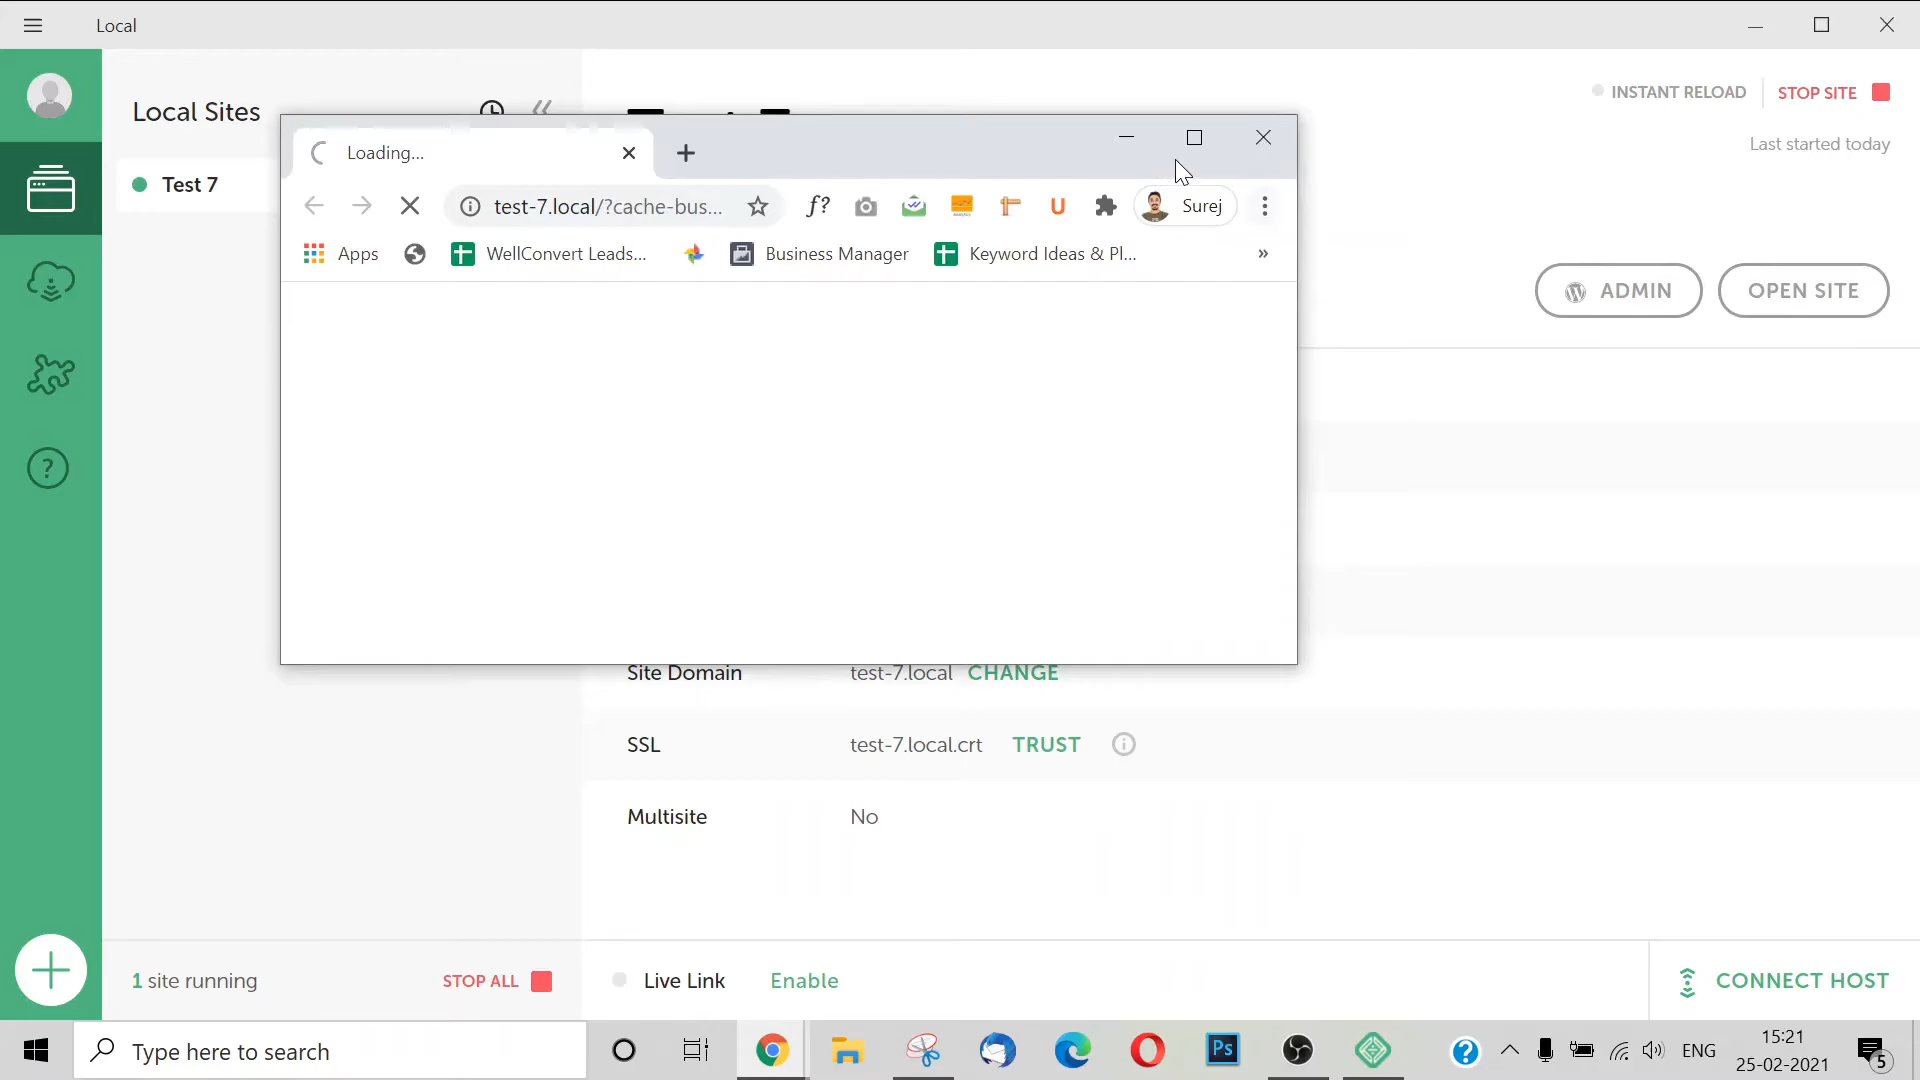 Local
Local Sites
INSTANT RELOAD
STOP SITE
Last started today
Test 7
Loading...
test-7.local/?cache-bus...
f?
U
Surej
Apps
WellConvert Leads...
Business Manager
Keyword Ideas & Pl...
»
ADMIN
OPEN SITE
Site Domain
test-7.local CHANGE
SSL
test-7.local.crt TRUST
Multisite
No
1 site running
STOP ALL
Live Link
Enable
CONNECT HOST
Type here to search
Ps
ENG
15:21
25-02-2021
5